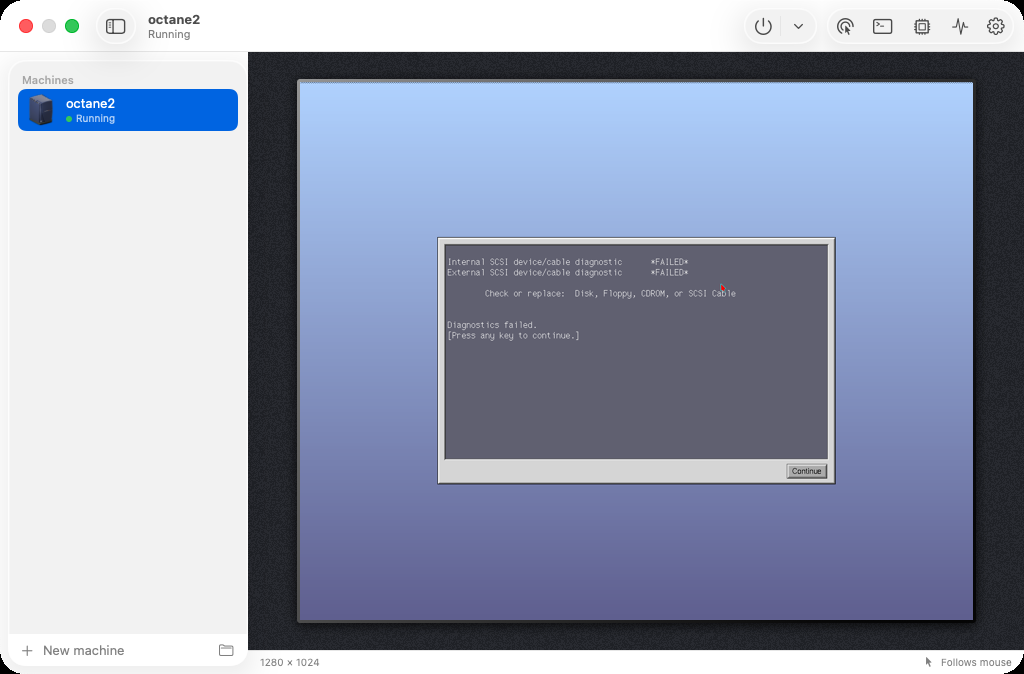 octane2
Running
Machines
octane2
Running
Internal SCSI device/cable diagnostic *FAILED*
External SCSI device/cable diagnostic *FAILED*
Check or replace: Disk, Floppy, CDROM, or SCSI Cable
Diagnostics failed.
[Press any key to continue.]
Continue
New machine
1280 × 1024
Follows mouse